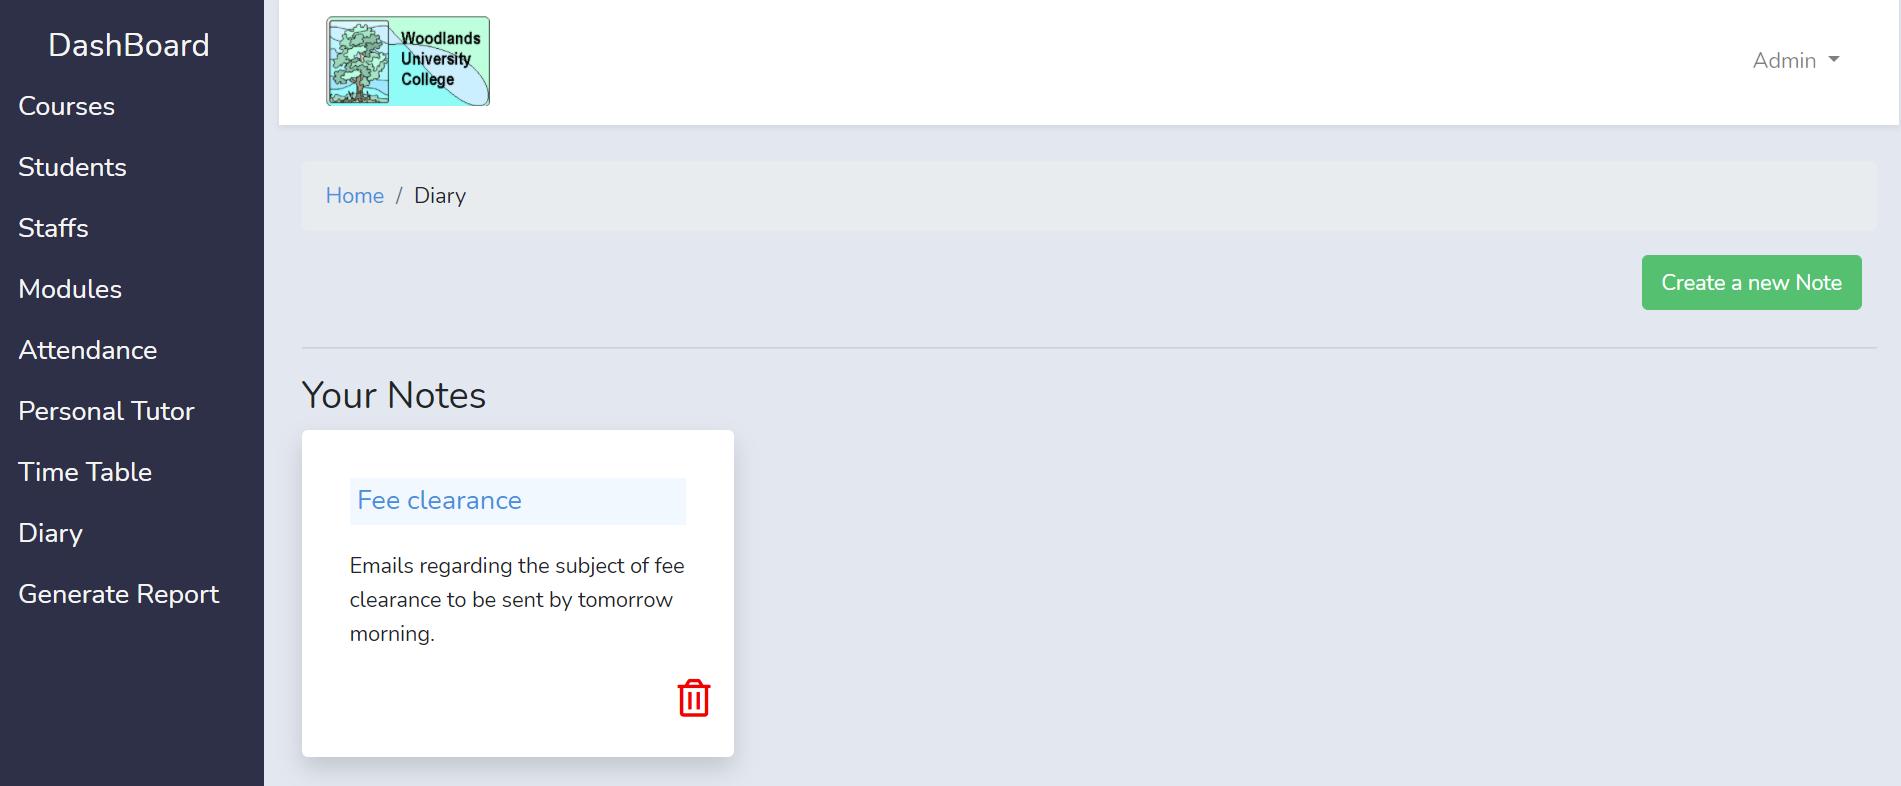 DashBoard
Courses
Students
Staffs
Modules
Attendance
Personal Tutor
Time Table
Diary
Generate Report
Woodlands
University
College
Admin
Home / Diary
Create a new Note
Your Notes
Fee clearance
Emails regarding the subject of fee
clearance to be sent by tomorrow
morning.